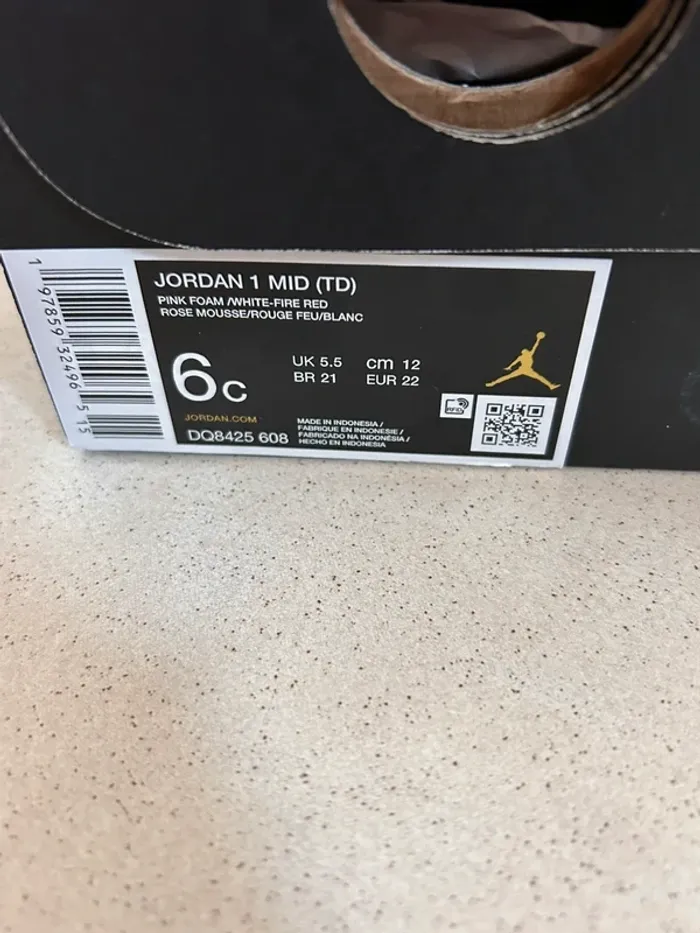 1 97859 32496 5 15
JORDAN 1 MID (TD)
PINK FOAM /WHITE-FIRE RED
ROSE MOUSSE/ROUGE FEU/BLANC
6c
UK 5.5 cm 12
BR 21 EUR 22
RFID
JORDAN.COM
DQ8425 608
MADE IN INDONESIA /
FABRIQUE EN INDONESIE /
FABRICADO NA INDONÉSIA /
HECHO EN INDONESIA